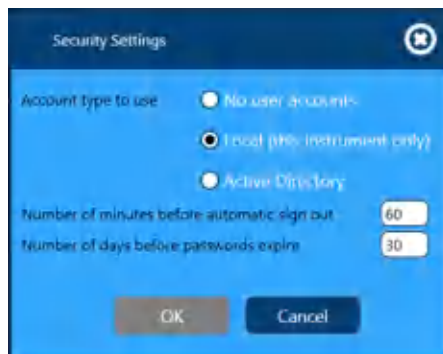 Security Settings
Account type to use
No user accounts
Local (this instrument only)
Active Directory
Number of minutes before automatic sign out 60
Number of days before passwords expire 30
OK Cancel